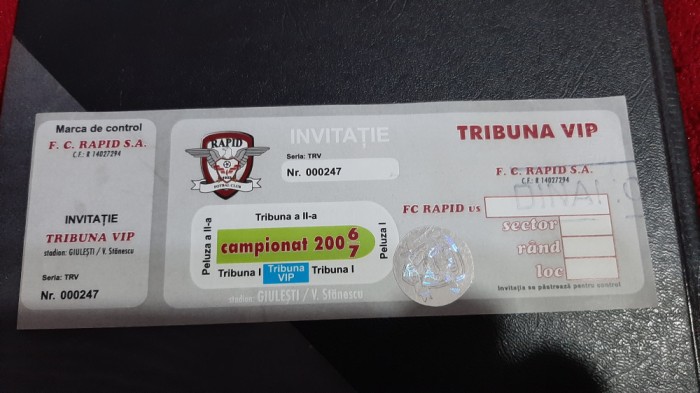 Marca de control
F. C. RAPID S.A.
C.F.: R 14027294
INVITAȚIE
TRIBUNA VIP
stadion: GIULEȘTI / V. Stănescu
Seria: TRV
Nr. 000247
RAPID
FOTBAL CLUB
INVITAȚIE
Seria: TRV
Nr. 000247
Tribuna a II-a
Peluza a II-a
campionat 2006
7
Peluza I
Tribuna I
Tribuna VIP
Tribuna I
stadion: GIULEȘTI / V. Stănescu
TRIBUNA VIP
F. C. RAPID S.A.
C.F.: R 14027294
FC RAPID us
sector
rând
loc
Invitația se păstrează pentru control